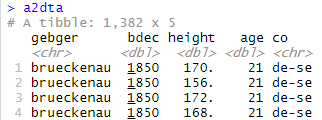 > a2dta
# A tibble: 1,382 x 5
gebger bdec height age co
<chr> <dbl> <dbl> <dbl> <chr>
1 brueckenau 1850 170. 21 de-se
2 brueckenau 1850 156. 21 de-se
3 brueckenau 1850 172. 21 de-se
4 brueckenau 1850 168. 21 de-se